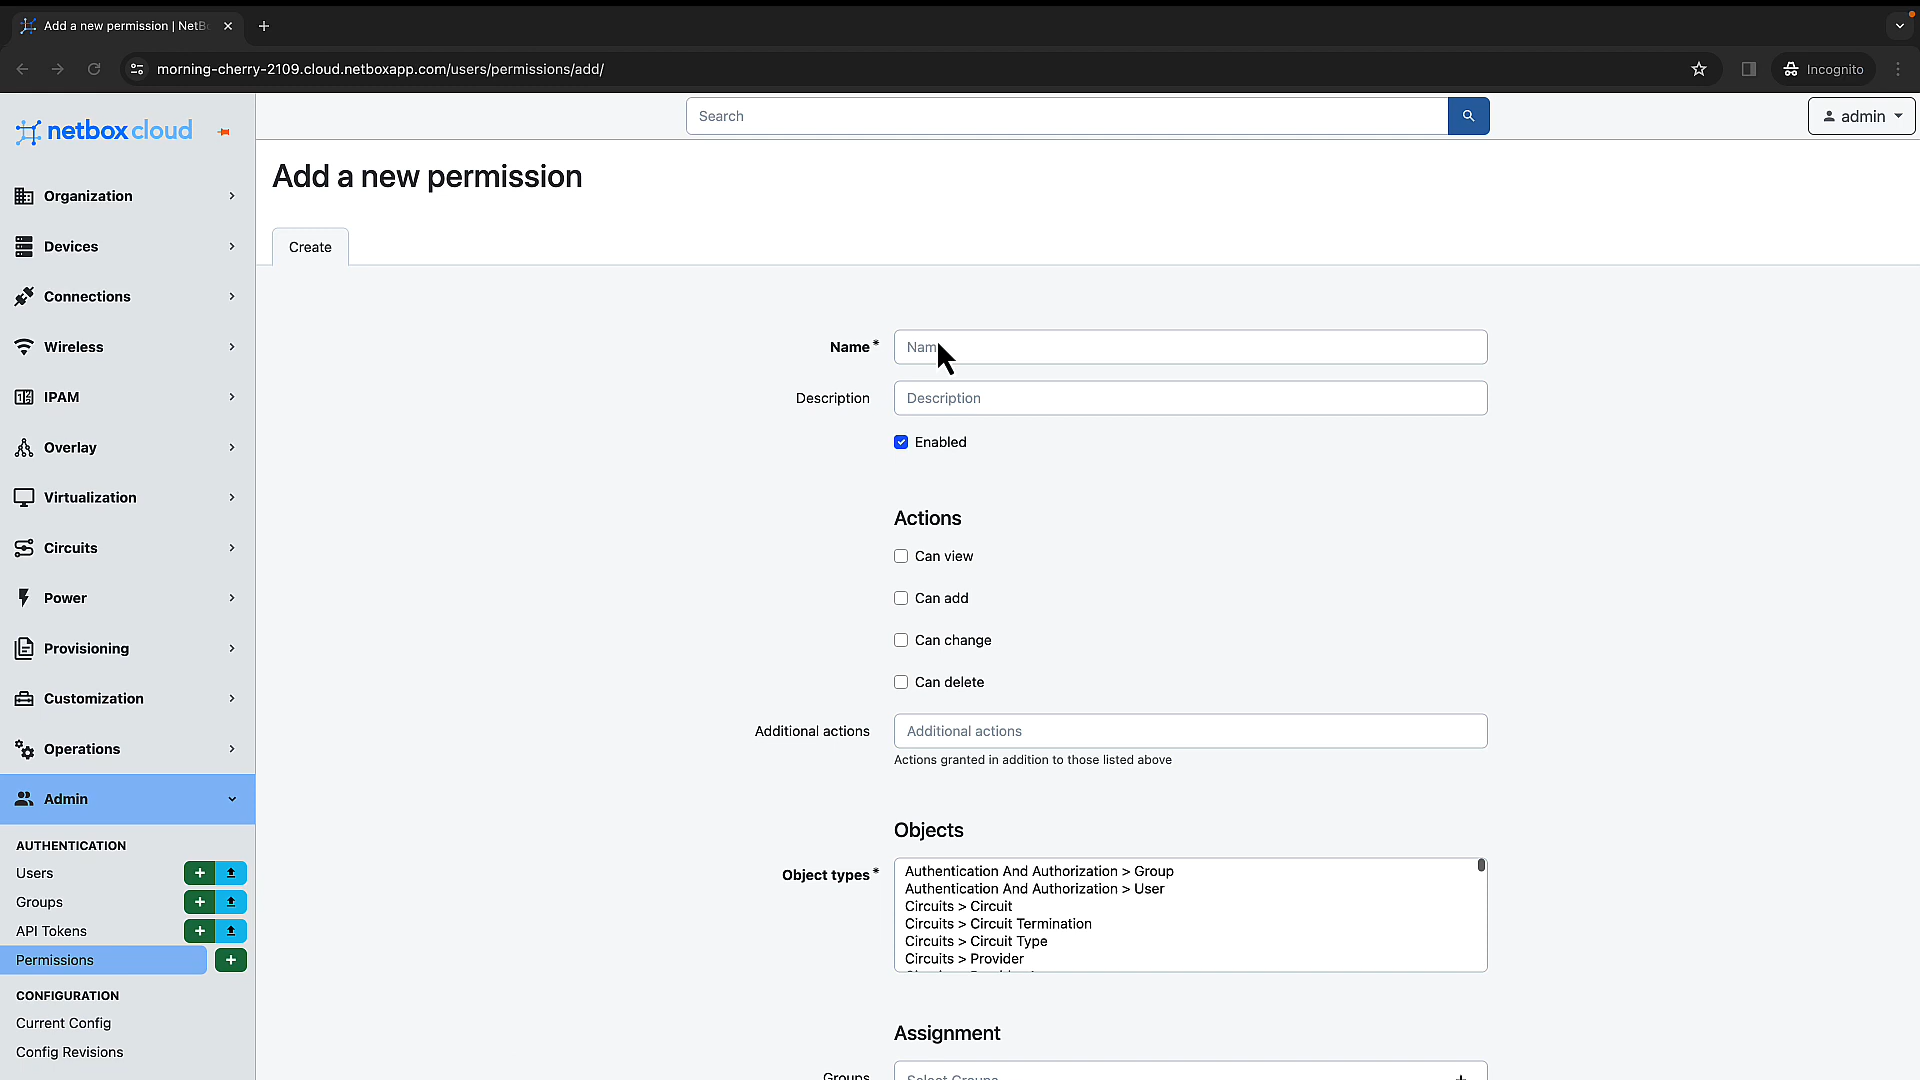 Add a new permission | NetB
morning-cherry-2109.cloud.netboxapp.com/users/permissions/add/
Incognito
netbox cloud
Search
admin
Organization
Devices
Connections
Wireless
IPAM
Overlay
Virtualization
Circuits
Power
Provisioning
Customization
Operations
Admin
AUTHENTICATION
Users
Groups
API Tokens
Permissions
CONFIGURATION
Current Config
Config Revisions
Add a new permission
Create
Name*
Nam
Description
Description
Enabled
Actions
Can view
Can add
Can change
Can delete
Additional actions
Additional actions
Actions granted in addition to those listed above
Objects
Object types*
Authentication And Authorization > Group
Authentication And Authorization > User
Circuits > Circuit
Circuits > Circuit Termination
Circuits > Circuit Type
Circuits > Provider
Assignment
Groups
Select Groups